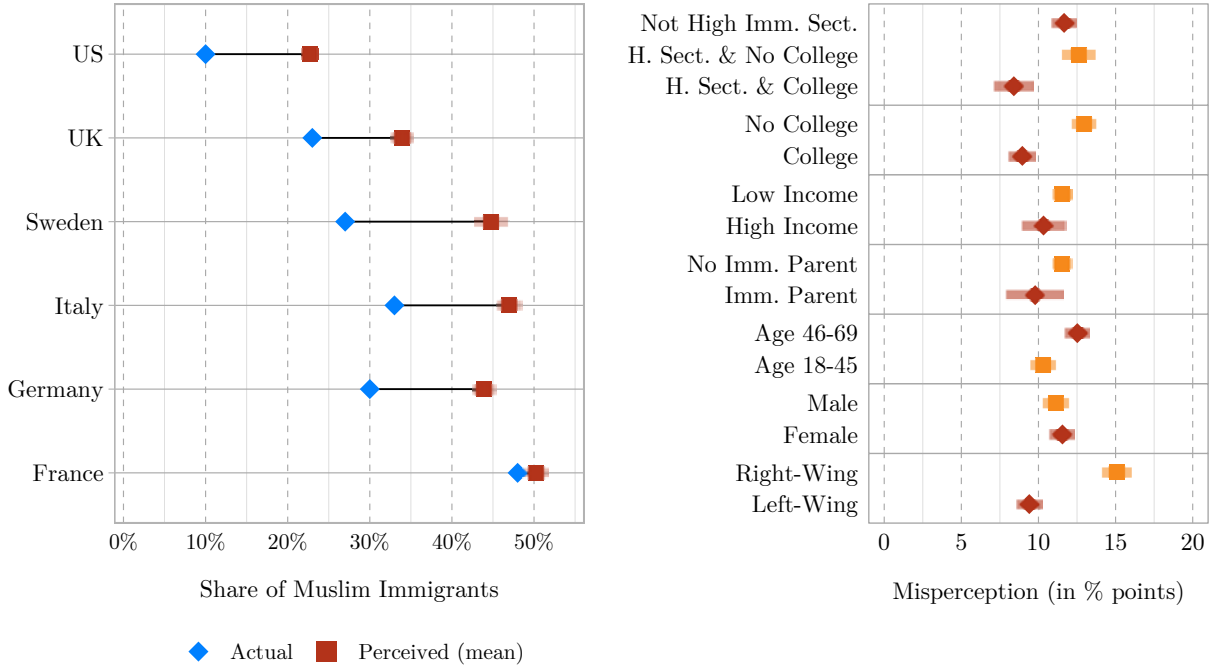 US
UK
Sweden
Italy
Germany
France
0% 10% 20% 30% 40% 50%
Share of Muslim Immigrants
Actual Perceived (mean)
Not High Imm. Sect.
H. Sect. & No College
H. Sect. & College
No College
College
Low Income
High Income
No Imm. Parent
Imm. Parent
Age 46-69
Age 18-45
Male
Female
Right-Wing
Left-Wing
0 5 10 15 20
Misperception (in % points)